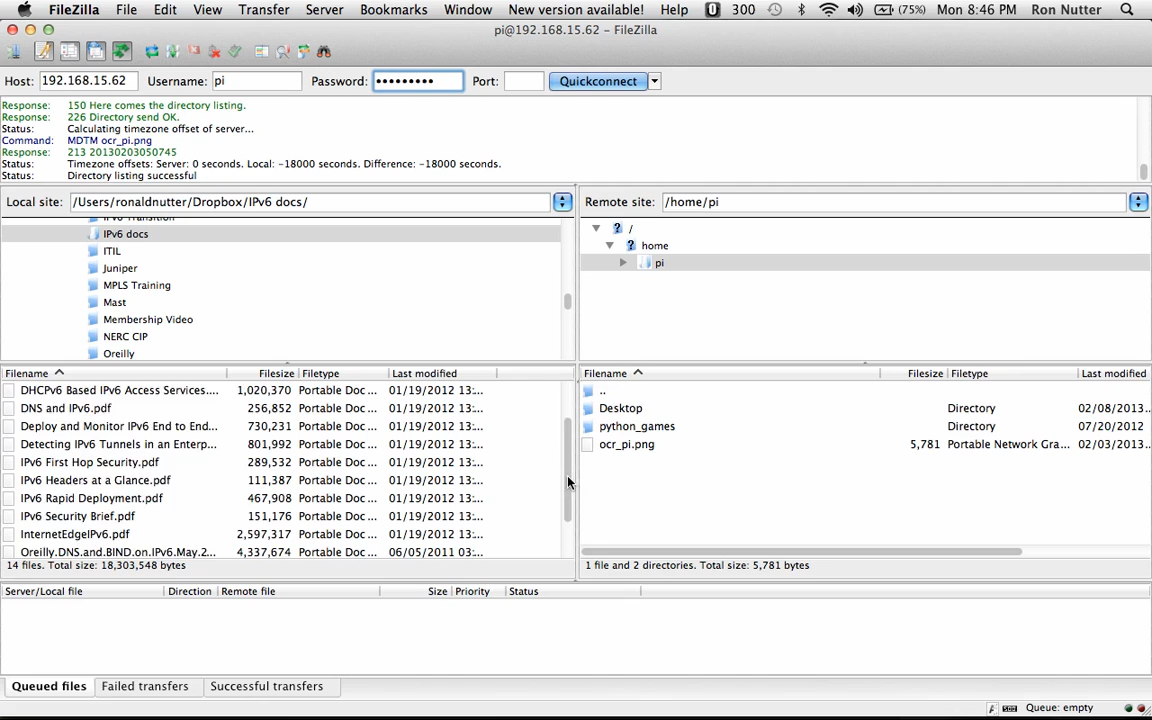 FileZilla File Edit View Transfer Server Bookmarks Window New version available! Help 300 (75%) Mon 8:46 PM Ron Nutter
pi@192.168.15.62 – FileZilla
Host: 192.168.15.62 Username: pi Password: ••••••••• Port: Quickconnect
Response: 150 Here comes the directory listing.
Response: 226 Directory send OK.
Status: Calculating timezone offset of server...
Command: MDTM ocr_pi.png
Response: 213 20130203050745
Status: Timezone offsets: Server: 0 seconds. Local: -18000 seconds. Difference: -18000 seconds.
Status: Directory listing successful
Local site: /Users/ronaldnutter/Dropbox/IPv6 docs/
IPv6 docs
ITIL
Juniper
MPLS Training
Mast
Membership Video
NERC CIP
Oreilly
Remote site: /home/pi
? /
? home
pi
Filename Filesize Filetype Last modified
DHCPv6 Based IPv6 Access Services.... 1,020,370 Portable Doc ... 01/19/2012 13:...
DNS and IPv6.pdf 256,852 Portable Doc ... 01/19/2012 13:...
Deploy and Monitor IPv6 End to End... 730,231 Portable Doc ... 01/19/2012 13:...
Detecting IPv6 Tunnels in an Enterp... 801,992 Portable Doc ... 01/19/2012 13:...
IPv6 First Hop Security.pdf 289,532 Portable Doc ... 01/19/2012 13:...
IPv6 Headers at a Glance.pdf 111,387 Portable Doc ... 01/19/2012 13:...
IPv6 Rapid Deployment.pdf 467,908 Portable Doc ... 01/19/2012 13:...
IPv6 Security Brief.pdf 151,176 Portable Doc ... 01/19/2012 13:...
InternetEdgeIPv6.pdf 2,597,317 Portable Doc ... 01/19/2012 13:...
Oreilly.DNS.and.BIND.on.IPv6.May.2... 4,337,674 Portable Doc ... 06/05/2011 03:...
14 files. Total size: 18,303,548 bytes
Filename Filesize Filetype Last modified
..
Desktop Directory 02/08/2013...
python_games Directory 07/20/2012
ocr_pi.png 5,781 Portable Network Gra... 02/03/2013...
1 file and 2 directories. Total size: 5,781 bytes
Server/Local file Direction Remote file Size Priority Status
Queued files Failed transfers Successful transfers
Queue: empty